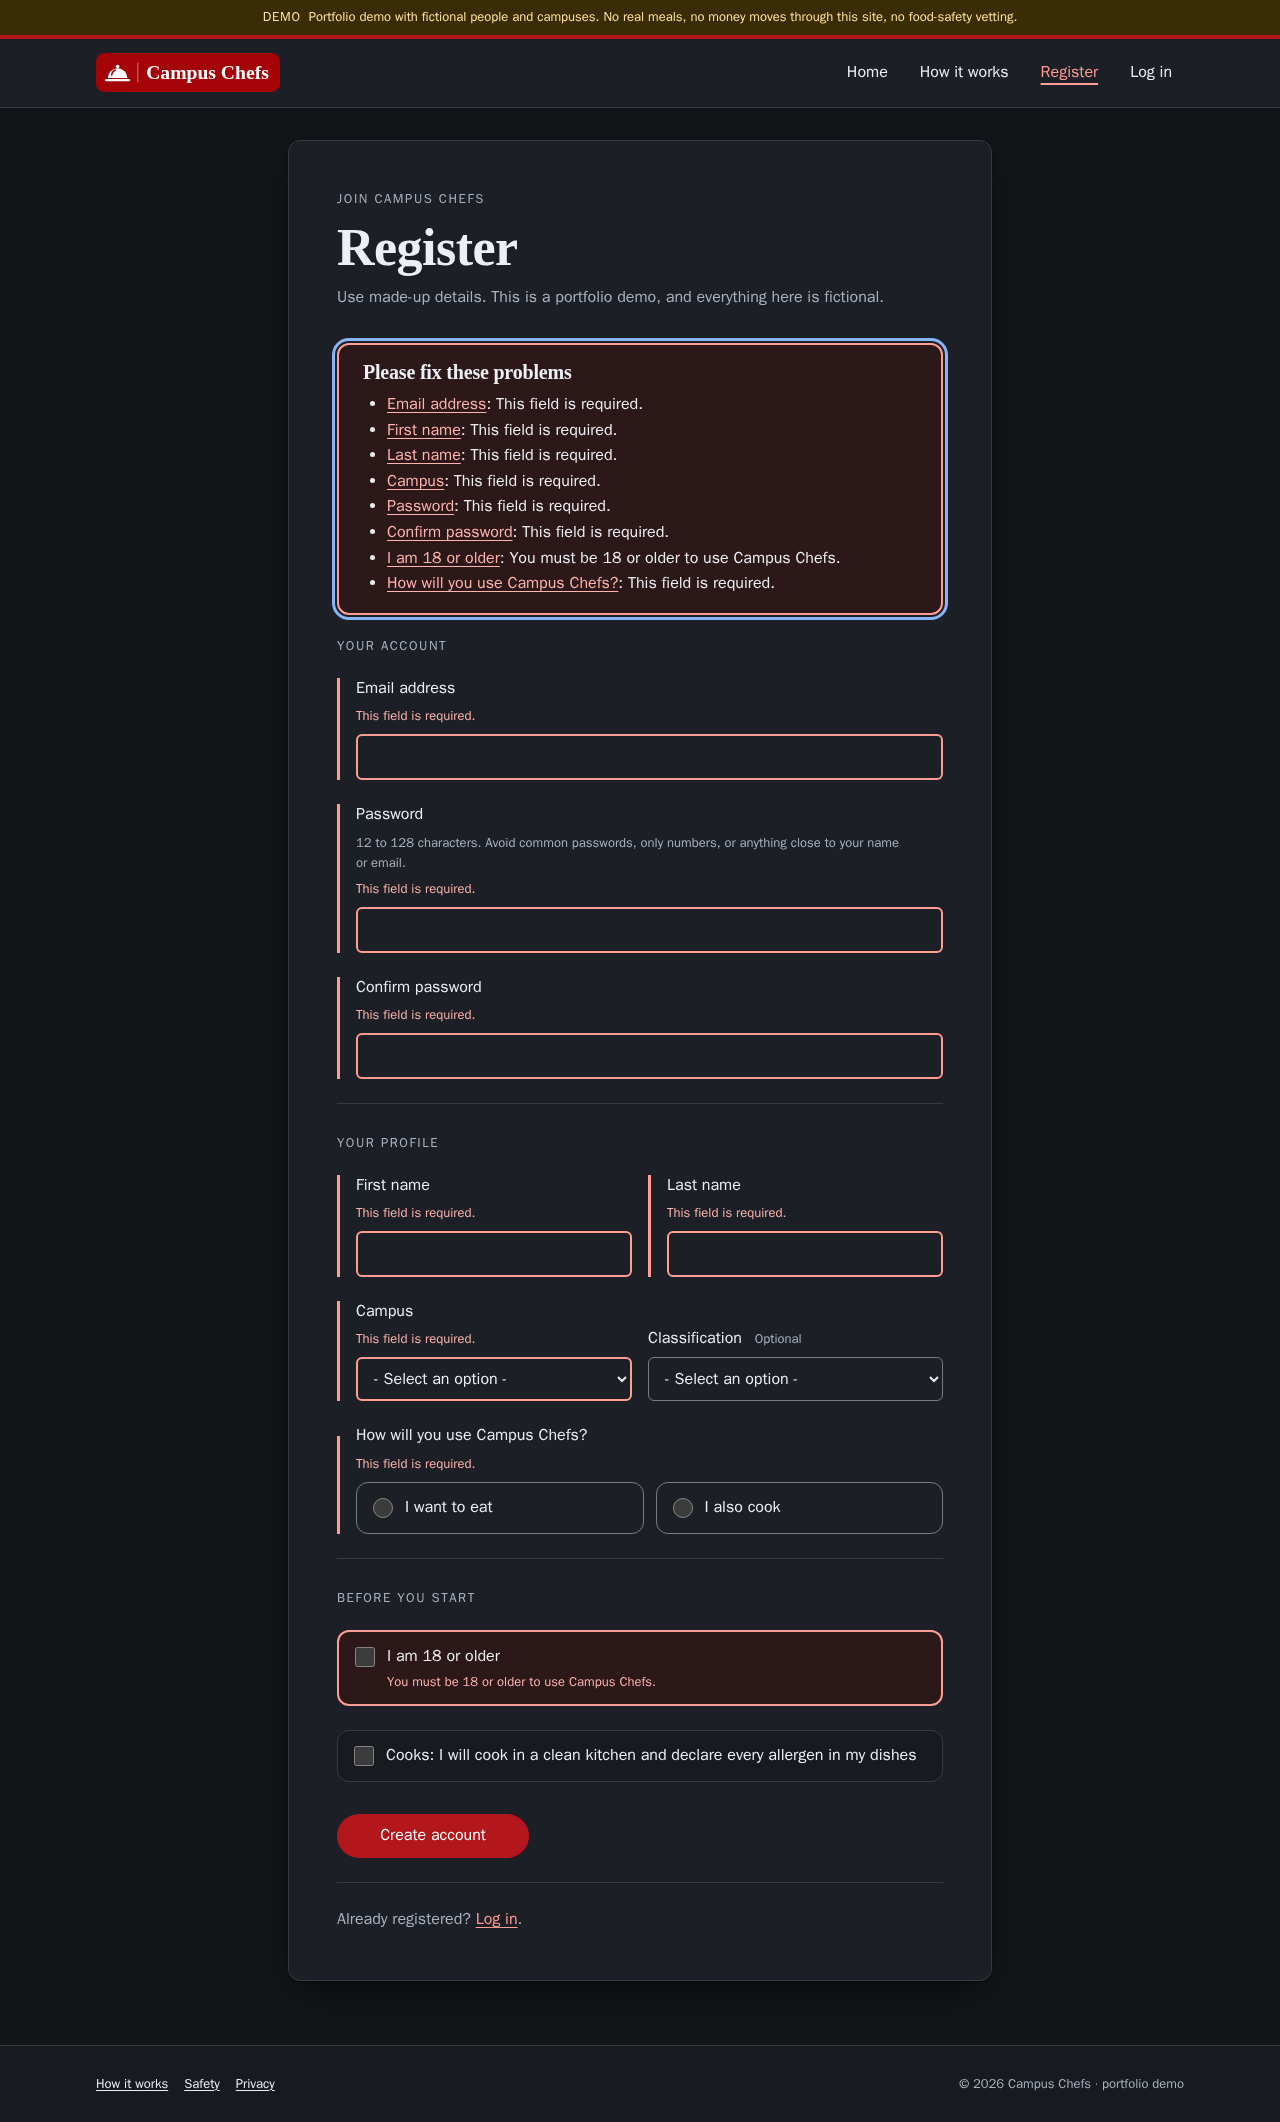 DEMO Portfolio demo with fictional people and campuses. No real meals, no money moves through this site, no food-safety vetting.
Campus Chefs
Home
How it works
Register
Log in
JOIN CAMPUS CHEFS
Register
Use made-up details. This is a portfolio demo, and everything here is fictional.
Please fix these problems
Email address: This field is required.
First name: This field is required.
Last name: This field is required.
Campus: This field is required.
Password: This field is required.
Confirm password: This field is required.
I am 18 or older: You must be 18 or older to use Campus Chefs.
How will you use Campus Chefs?: This field is required.
YOUR ACCOUNT
Email address
This field is required.
Password
12 to 128 characters. Avoid common passwords, only numbers, or anything close to your name
or email.
This field is required.
Confirm password
This field is required.
YOUR PROFILE
First name
This field is required.
Last name
This field is required.
Campus
This field is required.
- Select an option -
Classification Optional
- Select an option -
How will you use Campus Chefs?
This field is required.
I want to eat
I also cook
BEFORE YOU START
I am 18 or older
You must be 18 or older to use Campus Chefs.
Cooks: I will cook in a clean kitchen and declare every allergen in my dishes
Create account
Already registered? Log in.
How it works
Safety
Privacy
© 2026 Campus Chefs · portfolio demo